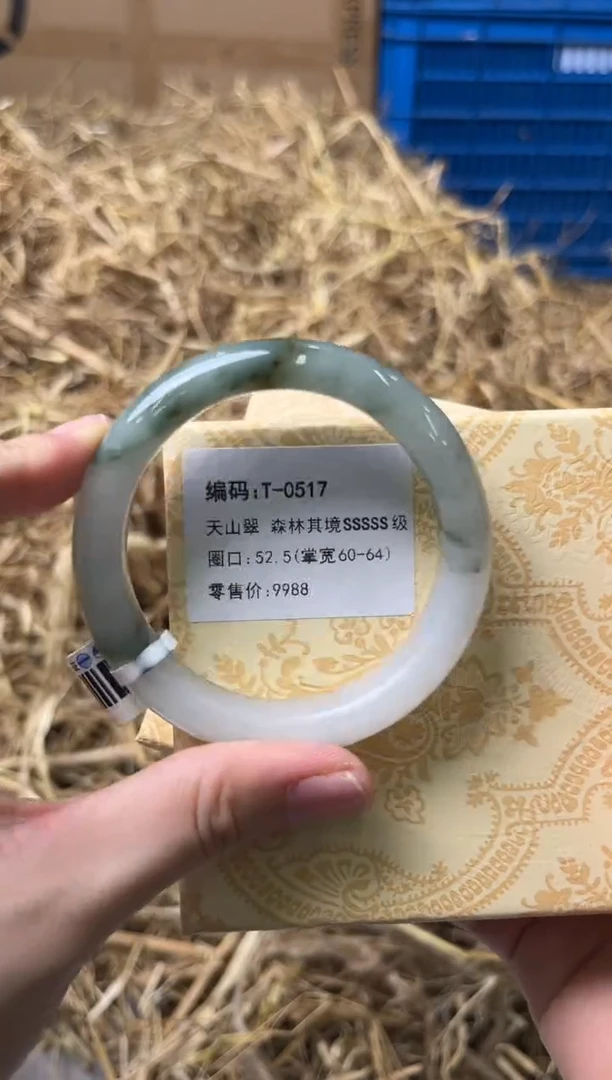 编码:T-0517
天山翠 森林其境SSSSS级
圈口:52.5(掌宽60-64)
零售价:9988